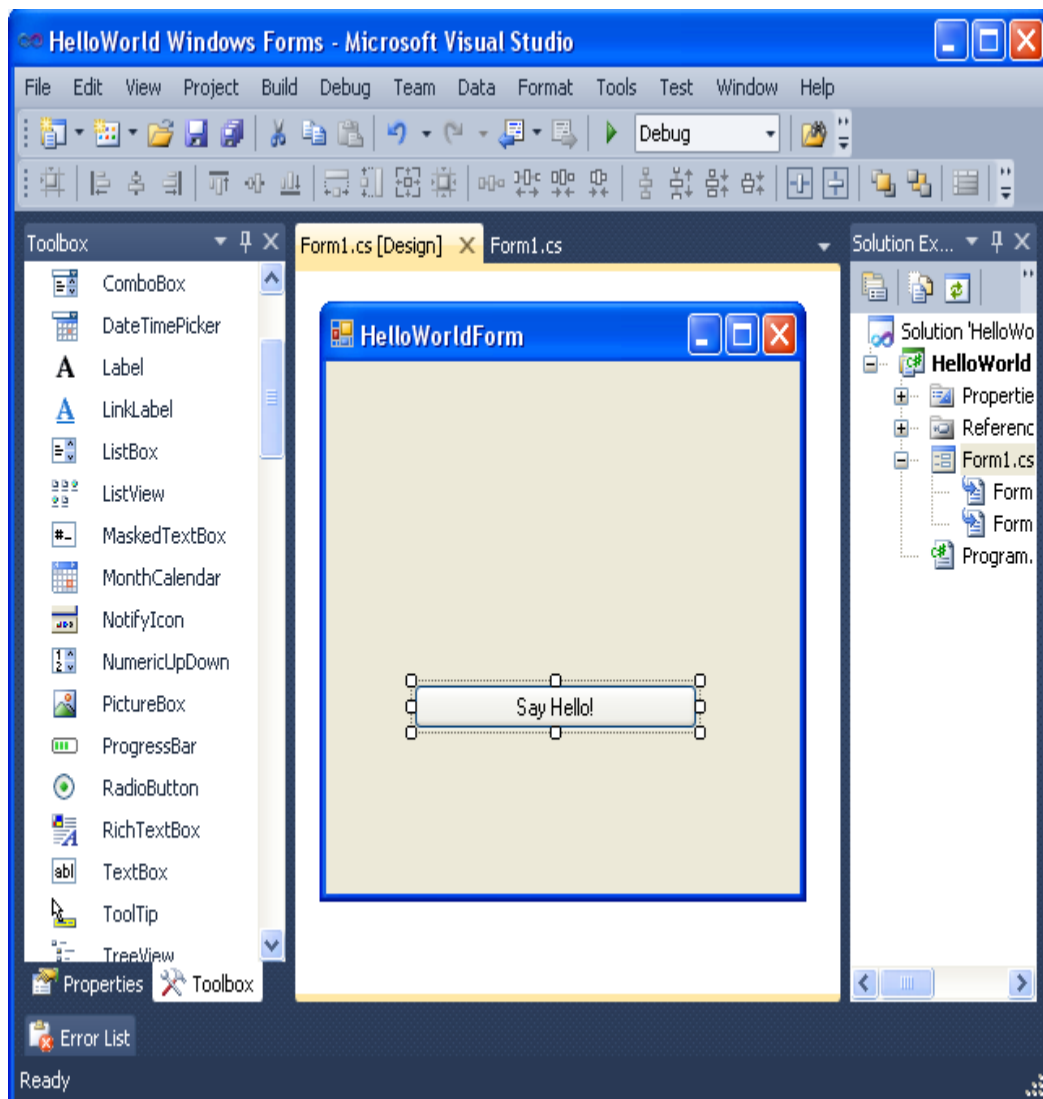 HelloWorld Windows Forms - Microsoft Visual Studio
File Edit View Project Build Debug Team Data Format Tools Test Window Help
Debug
Toolbox
ComboBox
DateTimePicker
A Label
A LinkLabel
ListBox
ListView
#_ MaskedTextBox
MonthCalendar
NotifyIcon
NumericUpDown
PictureBox
ProgressBar
RadioButton
RichTextBox
abl TextBox
ToolTip
TreeView
Properties Toolbox
Form1.cs [Design] Form1.cs
HelloWorldForm
Say Hello!
Solution Ex...
Solution 'HelloWo
HelloWorld
Propertie
Referenc
Form1.cs
Form
Form
Program.
Error List
Ready